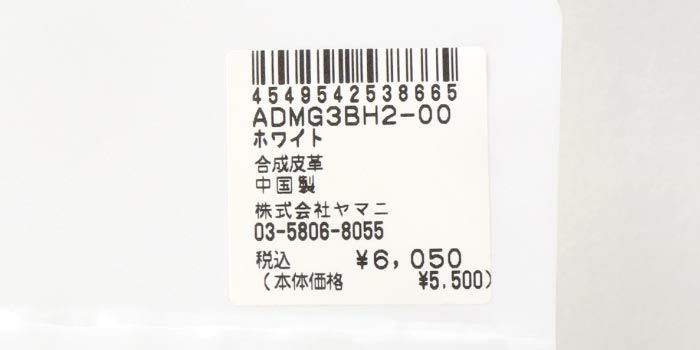 4549542538665
ADMG3BH2-00
ホワイト
合成皮革
中国製
株式会社ヤマニ
03-5806-8055
税込 ¥6,050
(本体価格 ¥5,500)